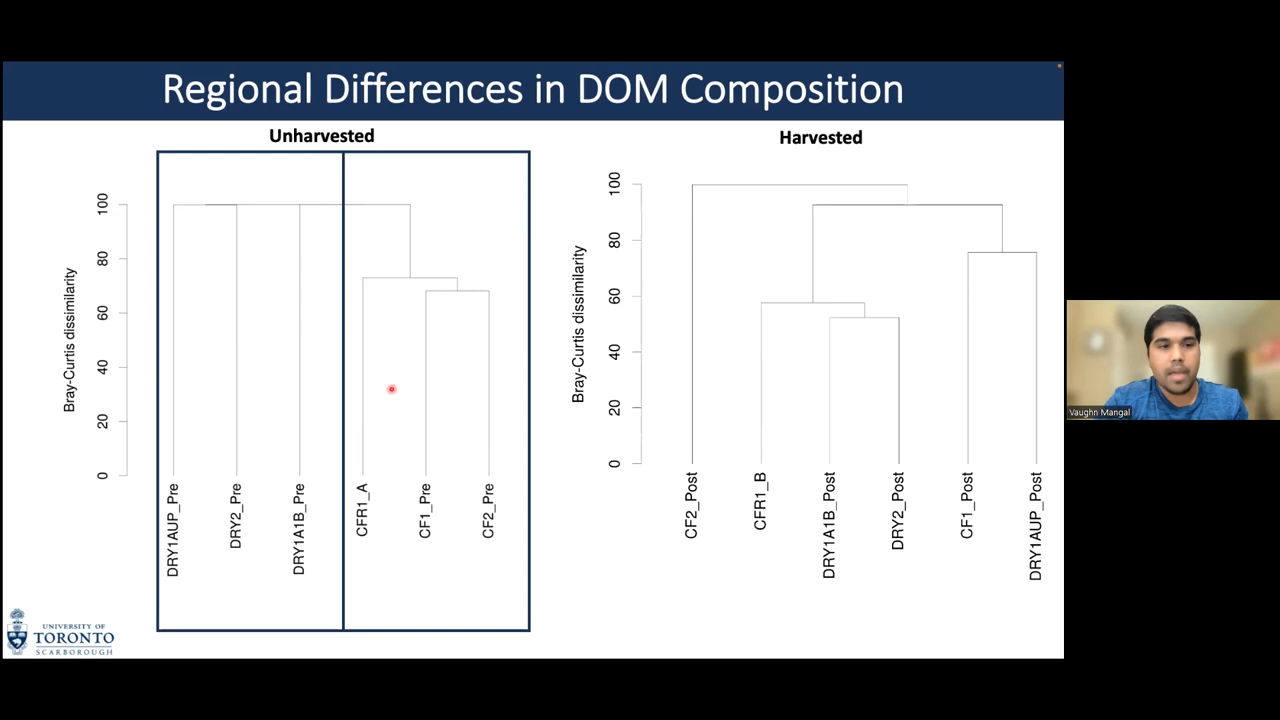 Regional Differences in DOM Composition
Unharvested
Harvested
Bray-Curtis dissimilarity
100
80
60
40
20
0
DRY1AUP_Pre
DRY2_Pre
DRY1A1B_Pre
CFR1_A
CF1_Pre
CF2_Pre
Bray-Curtis dissimilarity
100
80
60
40
20
0
CF2_Post
CFR1_B
DRY1A1B_Post
DRY2_Post
CF1_Post
DRY1AUP_Post
Vaughn Mangal
UNIVERSITY OF
TORONTO
SCARBOROUGH